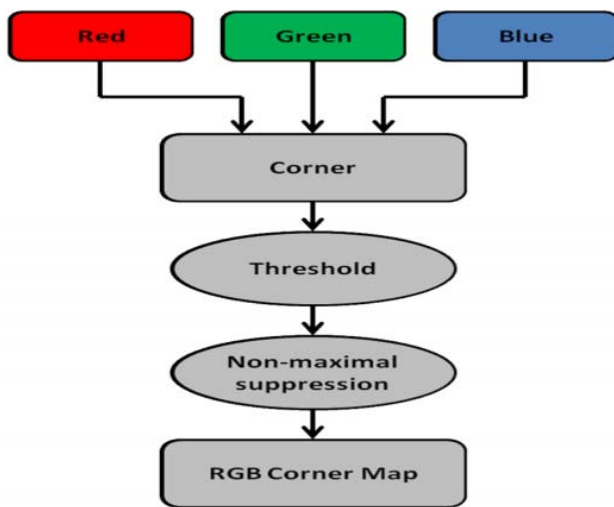 Red
Green
Blue
Corner
Threshold
Non-maximal
suppression
RGB Corner Map